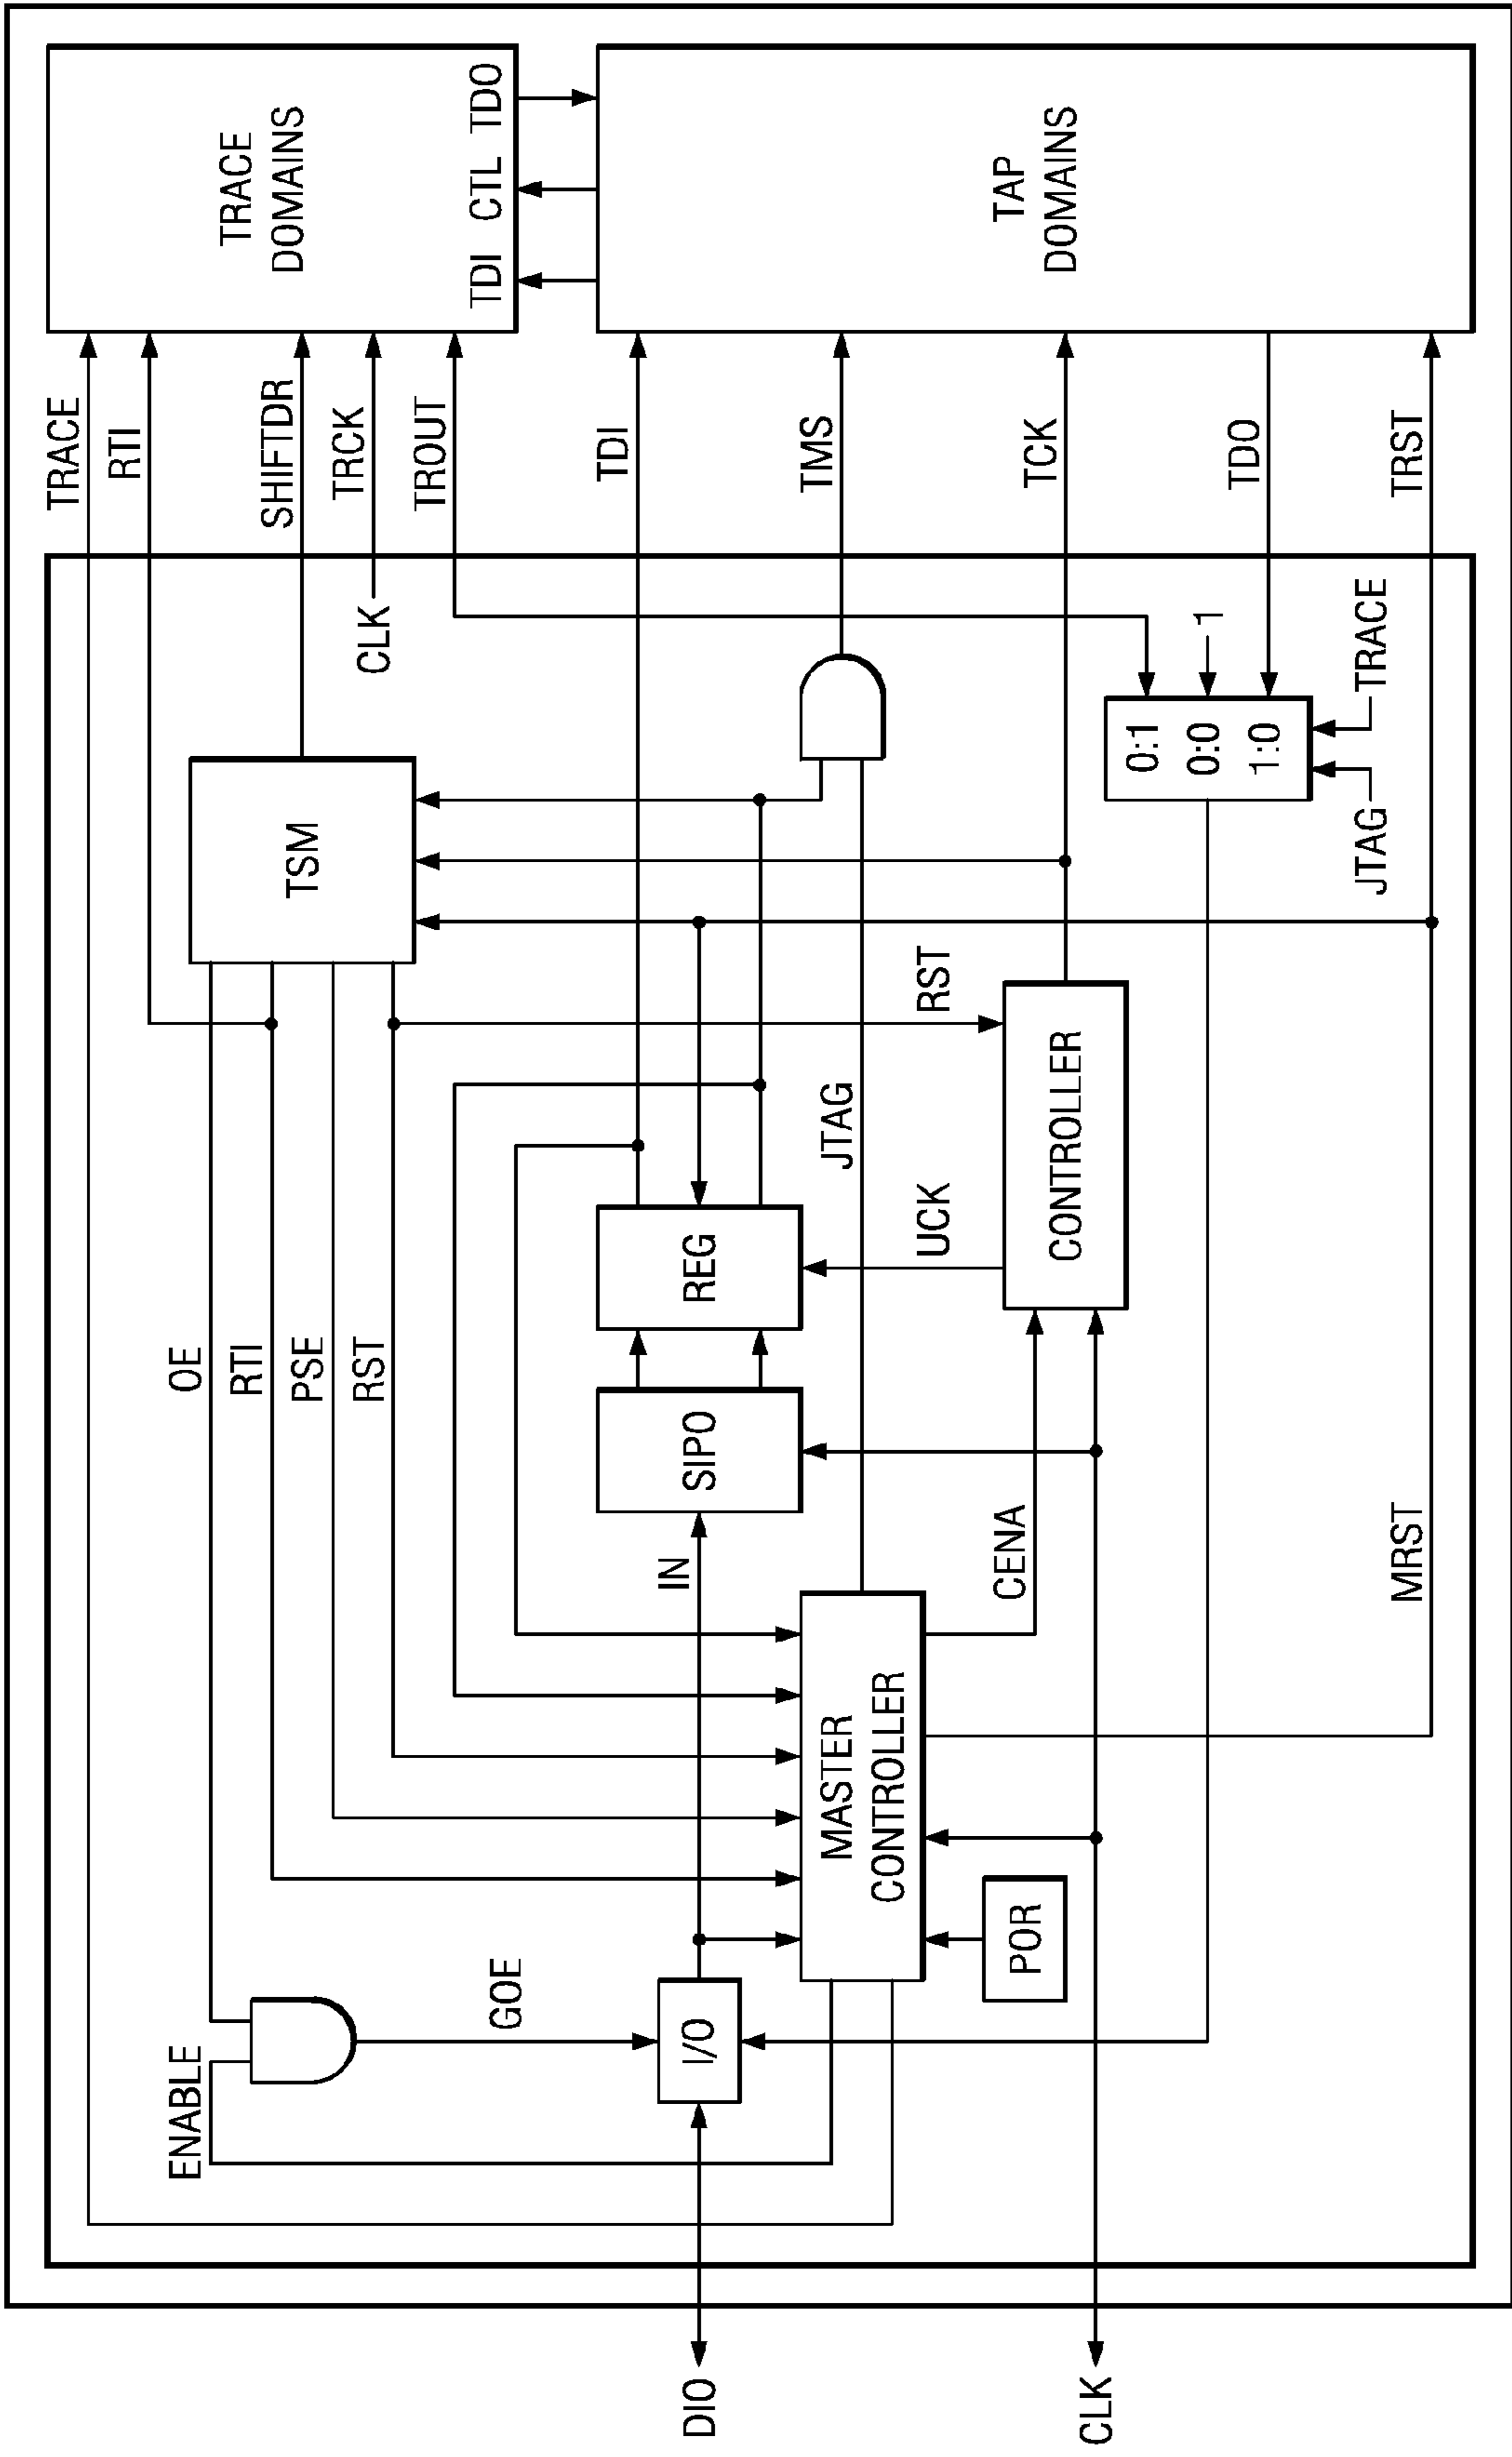 TRACE
RTI
SHIFTDR
TRCK
TROUT
TDI
TMS
TCK
TDO
TRST
TRACE
DOMAINS
TDI CTL TDO
TAP
DOMAINS
OE
RTI
PSE
RST
TSM
CLK
ENABLE
GOE
IN
SIPO
REG
JTAG
UCK
RST
DIO
I/O
MASTER
CONTROLLER
POR
CENA
CONTROLLER
0:1
0:0
1:0
1
JTAG
TRACE
MRST
CLK